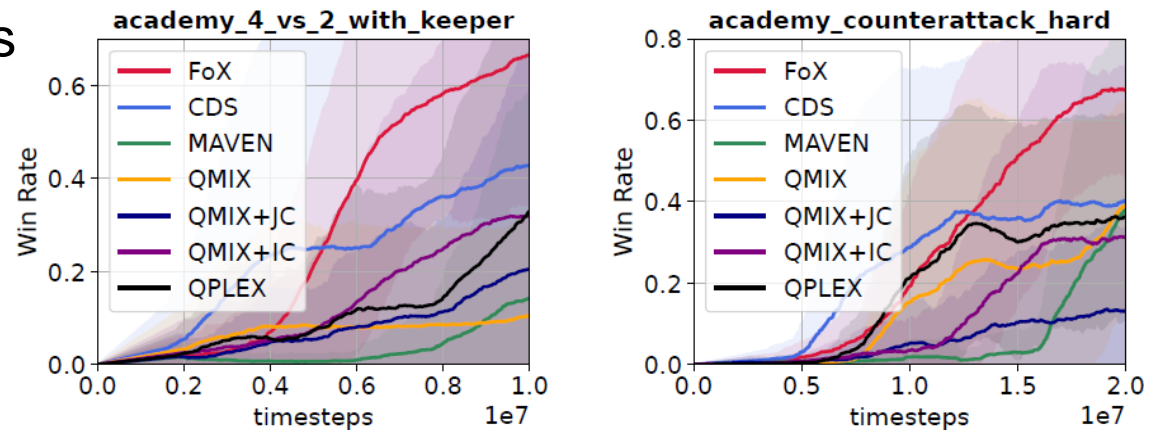 s
academy_4_vs_2_with_keeper
Win Rate
0.6
0.4
0.2
0.0
FoX
CDS
MAVEN
QMIX
QMIX+JC
QMIX+IC
QPLEX
0.0 0.2 0.4 0.6 0.8 1.0
timesteps 1e7
academy_counterattack_hard
Win Rate
0.8
0.6
0.4
0.2
0.0
FoX
CDS
MAVEN
QMIX
QMIX+JC
QMIX+IC
QPLEX
0.0 0.5 1.0 1.5 2.0
timesteps 1e7